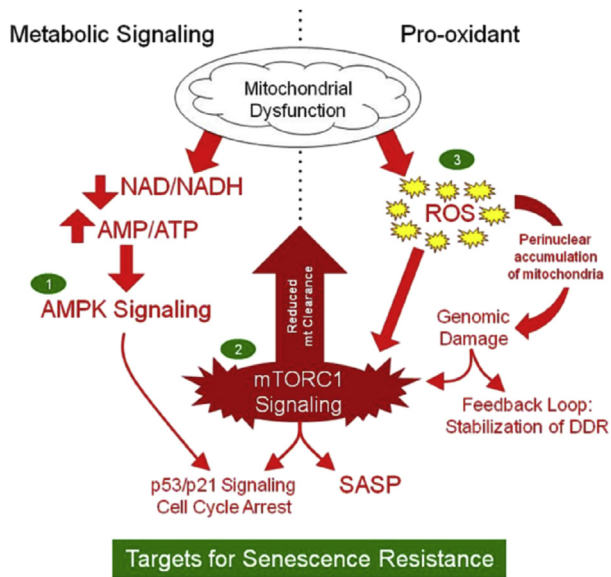 Metabolic Signaling
Pro-oxidant
Mitochondrial
Dysfunction
3
NAD/NADH
AMP/ATP
ROS
Perinuclear
accumulation
of mitochondria
1
AMPK Signaling
Reduced
mt Clearance
Genomic
Damage
2
mTORC1
Signaling
Feedback Loop:
Stabilization of DDR
p53/p21 Signaling
Cell Cycle Arrest
SASP
Targets for Senescence Resistance